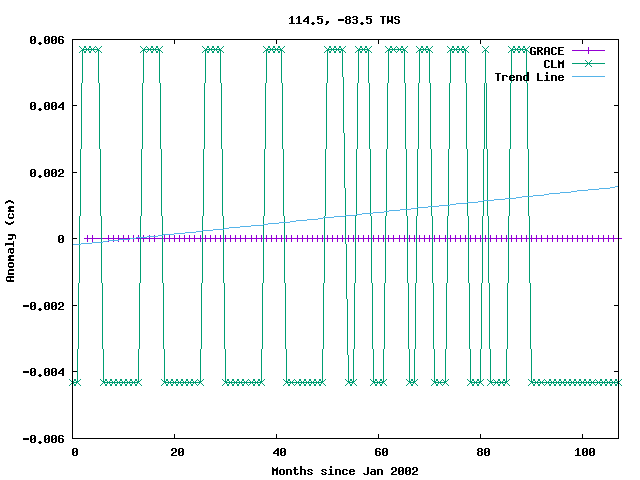 114.5, -83.5 TWS
0.006
GRACE
CLM
Trend Line
0.004
0.002
0
-0.002
-0.004
-0.006
Anomaly (cm)
0 20 40 60 80 100
Months since Jan 2002